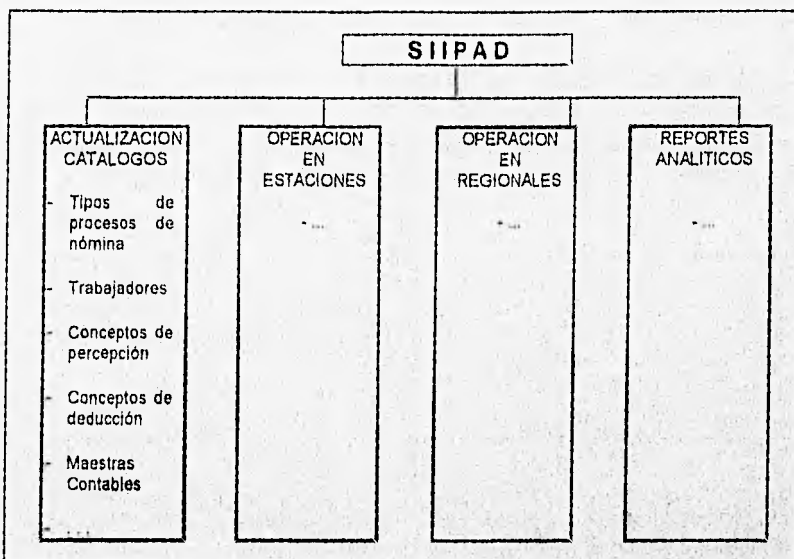 SIIPAD
ACTUALIZACION
CATALOGOS
- Tipos de
procesos de
nómina
- Trabajadores
- Conceptos de
percepción
- Conceptos de
deducción
- Maestras
Contables
- ...
OPERACION
EN
ESTACIONES
- ...
OPERACION
EN
REGIONALES
- ...
REPORTES
ANALITICOS
- ...